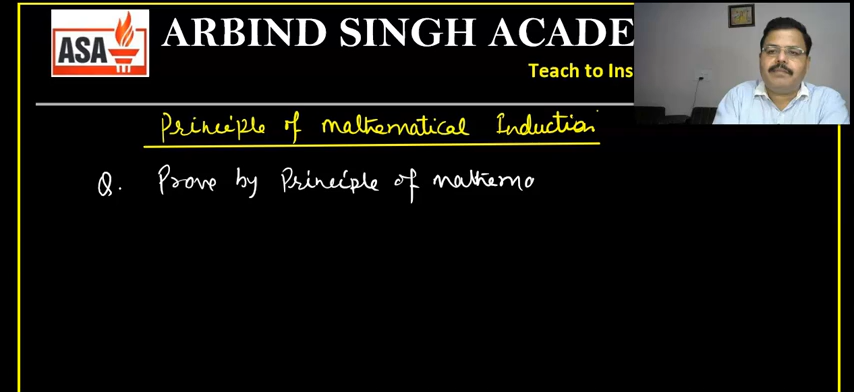 ASA
ARBIND SINGH ACADE
Teach to Ins
Principle of mathematical Induction
Q. Prove by Principle of mathema